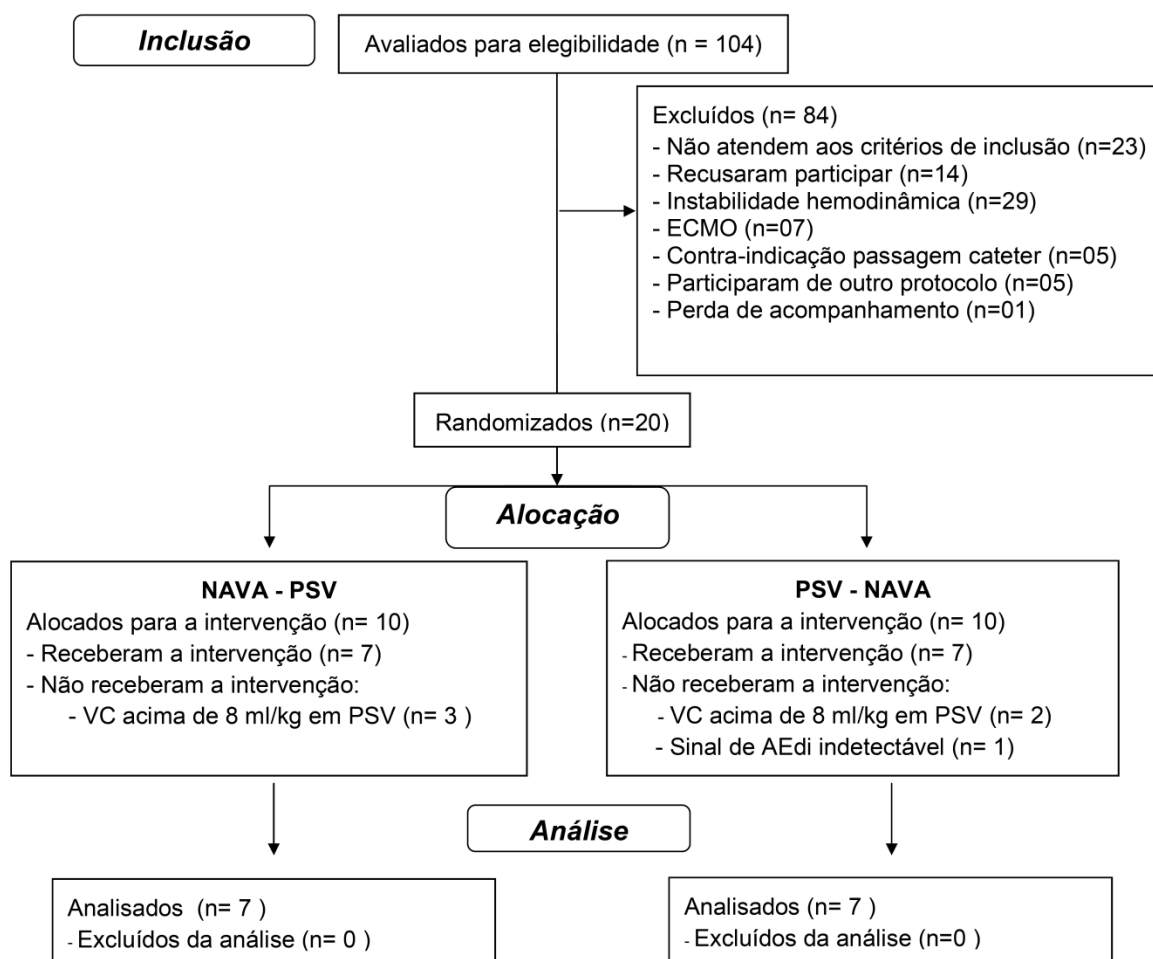 Inclusão
Avaliados para elegibilidade (n = 104)
Excluídos (n= 84)
- Não atendem aos critérios de inclusão (n=23)
- Recusaram participar (n=14)
- Instabilidade hemodinâmica (n=29)
- ECMO (n=07)
- Contra-indicação passagem cateter (n=05)
- Participaram de outro protocolo (n=05)
- Perda de acompanhamento (n=01)
Randomizados (n=20)
Alocação
NAVA - PSV
Alocados para a intervenção (n= 10)
- Receberam a intervenção (n= 7)
- Não receberam a intervenção:
- VC acima de 8 ml/kg em PSV (n= 3 )
PSV - NAVA
Alocados para a intervenção (n= 10)
- Receberam a intervenção (n= 7)
- Não receberam a intervenção:
- VC acima de 8 ml/kg em PSV (n= 2)
- Sinal de AEdi indetectável (n= 1)
Análise
Analisados (n= 7 )
- Excluídos da análise (n= 0 )
Analisados (n= 7 )
- Excluídos da análise (n=0 )